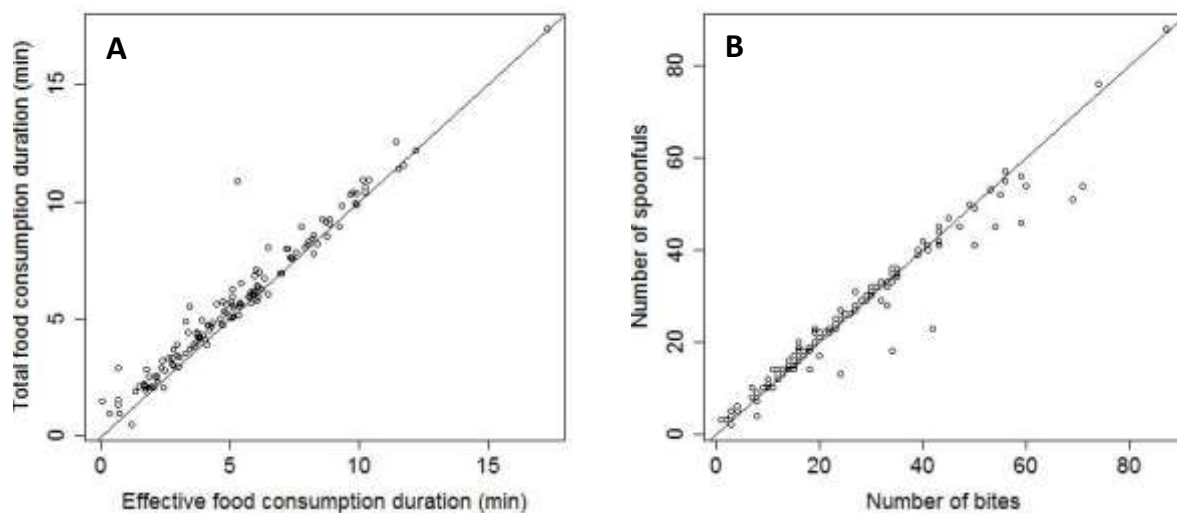 A
Total food consumption duration (min)
15
10
5
0
0 5 10 15
Effective food consumption duration (min)
B
Number of spoonfuls
80
60
40
20
0
0 20 40 60 80
Number of bites